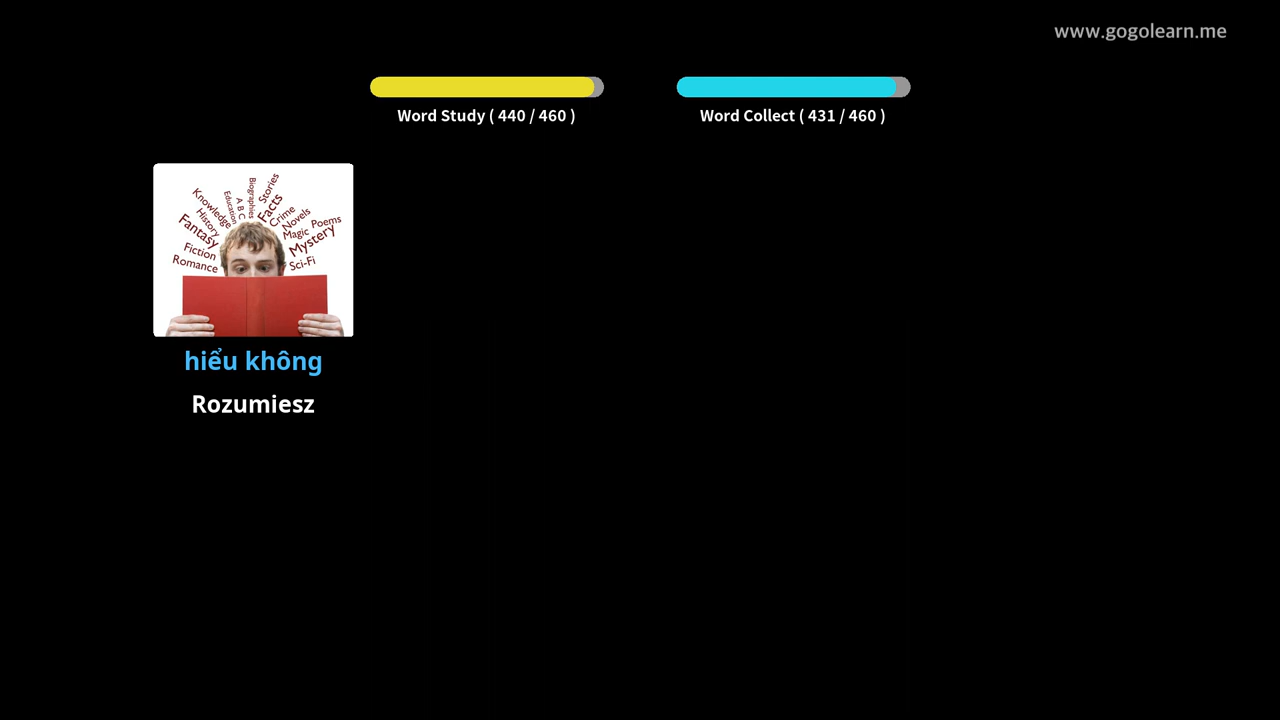 www.gogolearn.me
Word Study ( 440 / 460 )
Word Collect ( 431 / 460 )
Knowledge
History
Fantasy
Fiction
Romance
Education
A B C
Biographies
Stories
Facts
Crime
Novels
Magic
Poems
Mystery
Sci-Fi
hiểu không
Rozumiesz